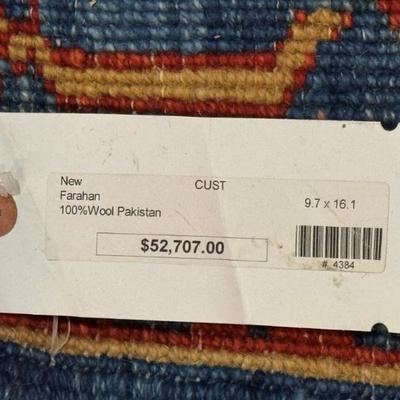 New
Farahan
100%Wool Pakistan
CUST
9.7 x 16.1
$52,707.00
# 4384